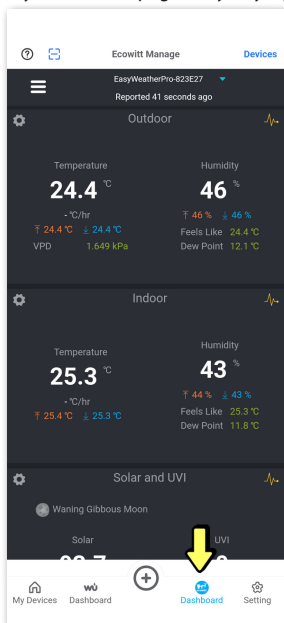 Ecowitt Manage
Devices
EasyWeatherPro-823E27
Reported 41 seconds ago
Outdoor
Temperature
Humidity
24.4 ℃
46 %
-℃/hr
24.4 ℃ 24.4 ℃
46 % 46 %
Feels Like 24.4 ℃
VPD 1.649 kPa
Dew Point 12.1 ℃
Indoor
Temperature
Humidity
25.3 ℃
43 %
-℃/hr
25.4 ℃ 25.3 ℃
44 % 43 %
Feels Like 25.3 ℃
Dew Point 11.8 ℃
Solar and UVI
Waning Gibbous Moon
Solar
UVI
My Devices
wu
Dashboard
Dashboard
Setting